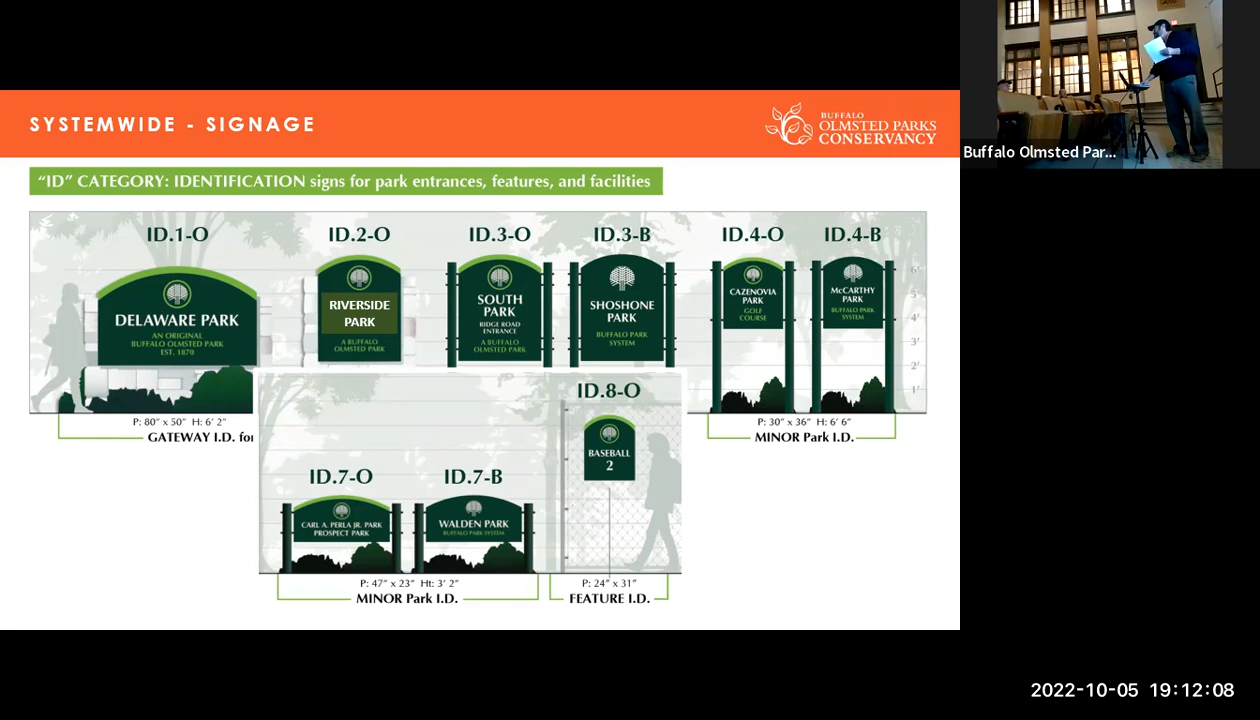 SYSTEMWIDE - SIGNAGE
BUFFALO
OLMSTED PARKS
CONSERVANCY
Buffalo Olmsted Par...
"ID" CATEGORY: IDENTIFICATION signs for park entrances, features, and facilities
ID.1-O
ID.2-O
ID.3-O
ID.3-B
ID.4-O
ID.4-B
DELAWARE PARK
AN ORIGINAL
BUFFALO OLMSTED PARK
EST. 1870
RIVERSIDE
PARK
A BUFFALO
OLMSTED PARK
SOUTH
PARK
RIDGE ROAD
ENTRANCE
A BUFFALO
OLMSTED PARK
SHOSHONE
PARK
BUFFALO PARK
SYSTEM
CAZENOVIA
PARK
GOLF
COURSE
McCARTHY
PARK
BUFFALO PARK
SYSTEM
6'
5'
4'
3'
2'
1'
P: 80" x 50" H: 6' 2"
GATEWAY I.D. for
P: 30" x 36" H: 6' 6"
MINOR Park I.D.
ID.7-O
ID.7-B
ID.8-O
CARL A. PERLA JR. PARK
PROSPECT PARK
WALDEN PARK
BUFFALO PARK SYSTEM
BASEBALL
2
P: 47" x 23" Ht: 3' 2"
MINOR Park I.D.
P: 24" x 31"
FEATURE I.D.
2022-10-05 19:12:08